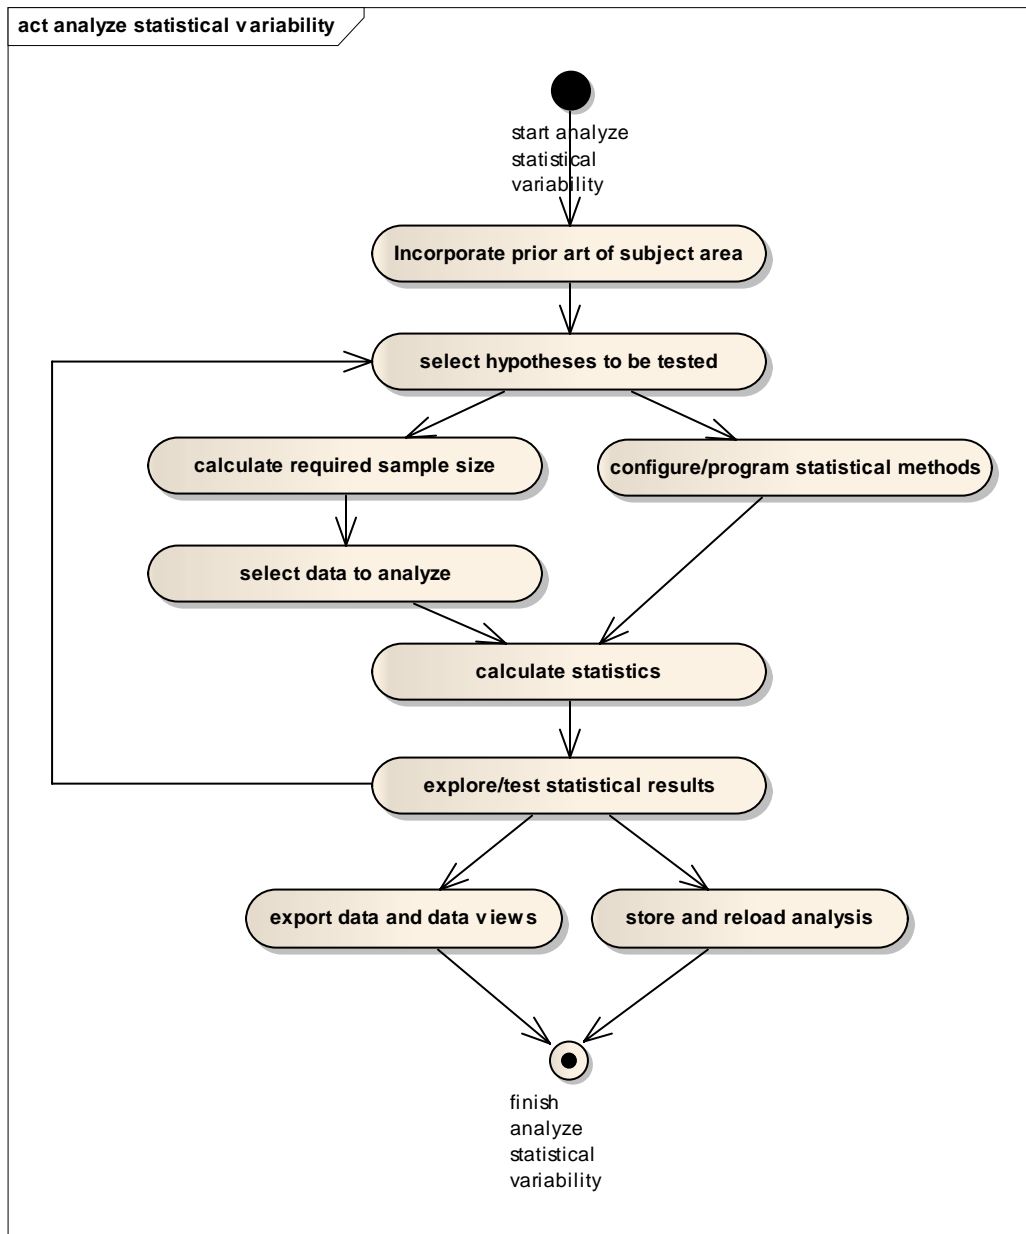 act analyze statistical variability
start analyze
statistical
variability
Incorporate prior art of subject area
select hypotheses to be tested
calculate required sample size
configure/program statistical methods
select data to analyze
calculate statistics
explore/test statistical results
export data and data views
store and reload analysis
finish
analyze
statistical
variability